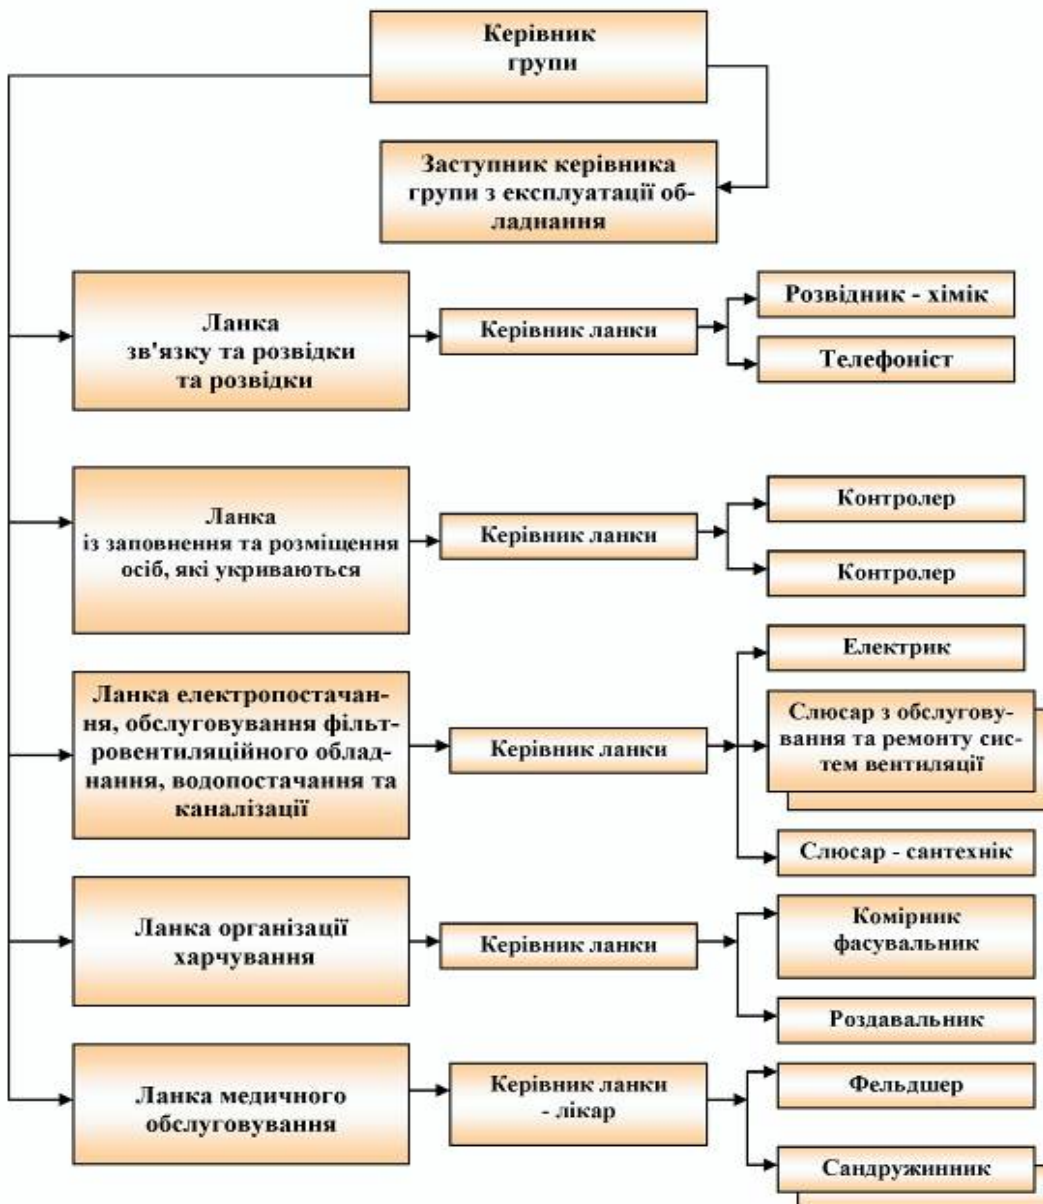 Керівник
групи
Заступник керівника
групи з експлуатації об-
ладнання
Ланка
зв'язку та розвідки
та розвідки
Керівник ланки
Розвідник - хімік
Телефоніст
Ланка
із заповнення та розміщення
осіб, які укриваються
Керівник ланки
Контролер
Контролер
Ланка електропостачан-
ня, обслуговування фільт-
ровентиляційного облад-
нання, водопостачання та
каналізації
Керівник ланки
Електрик
Слюсар з обслугову-
вання та ремонту сис-
тем вентиляції
Слюсар - сантехнік
Ланка організації
харчування
Керівник ланки
Комірник
фасувальник
Роздавальник
Ланка медичного
обслуговування
Керівник ланки
- лікар
Фельдшер
Сандружинник